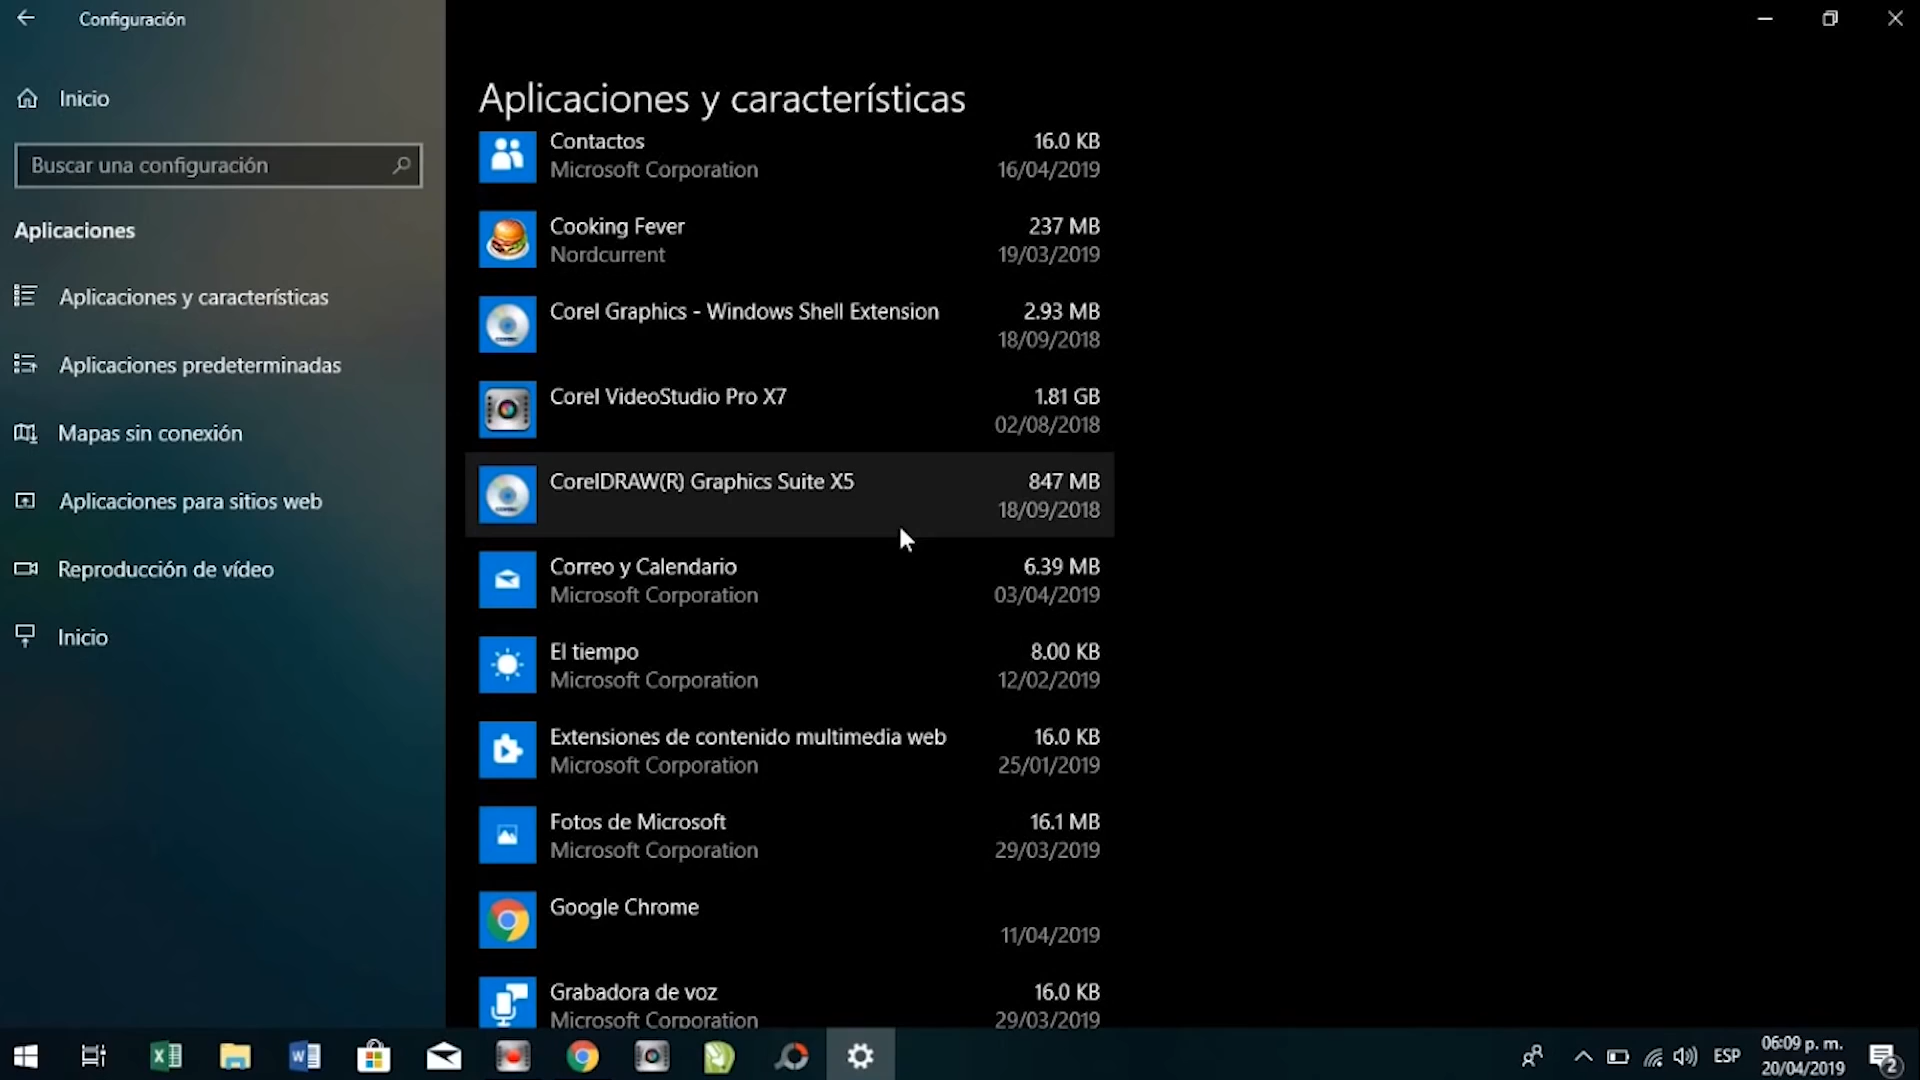 Configuración
Inicio
Buscar una configuración
Aplicaciones
Aplicaciones y características
Aplicaciones predeterminadas
Mapas sin conexión
Aplicaciones para sitios web
Reproducción de vídeo
Inicio
Aplicaciones y características
Contactos 16.0 KB
Microsoft Corporation 16/04/2019
Cooking Fever 237 MB
Nordcurrent 19/03/2019
Corel Graphics - Windows Shell Extension 2.93 MB
18/09/2018
Corel VideoStudio Pro X7 1.81 GB
02/08/2018
CorelDRAW(R) Graphics Suite X5 847 MB
18/09/2018
Correo y Calendario 6.39 MB
Microsoft Corporation 03/04/2019
El tiempo 8.00 KB
Microsoft Corporation 12/02/2019
Extensiones de contenido multimedia web 16.0 KB
Microsoft Corporation 25/01/2019
Fotos de Microsoft 16.1 MB
Microsoft Corporation 29/03/2019
Google Chrome
11/04/2019
Grabadora de voz 16.0 KB
Microsoft Corporation 29/03/2019
ESP
06:09 p. m.
20/04/2019
2